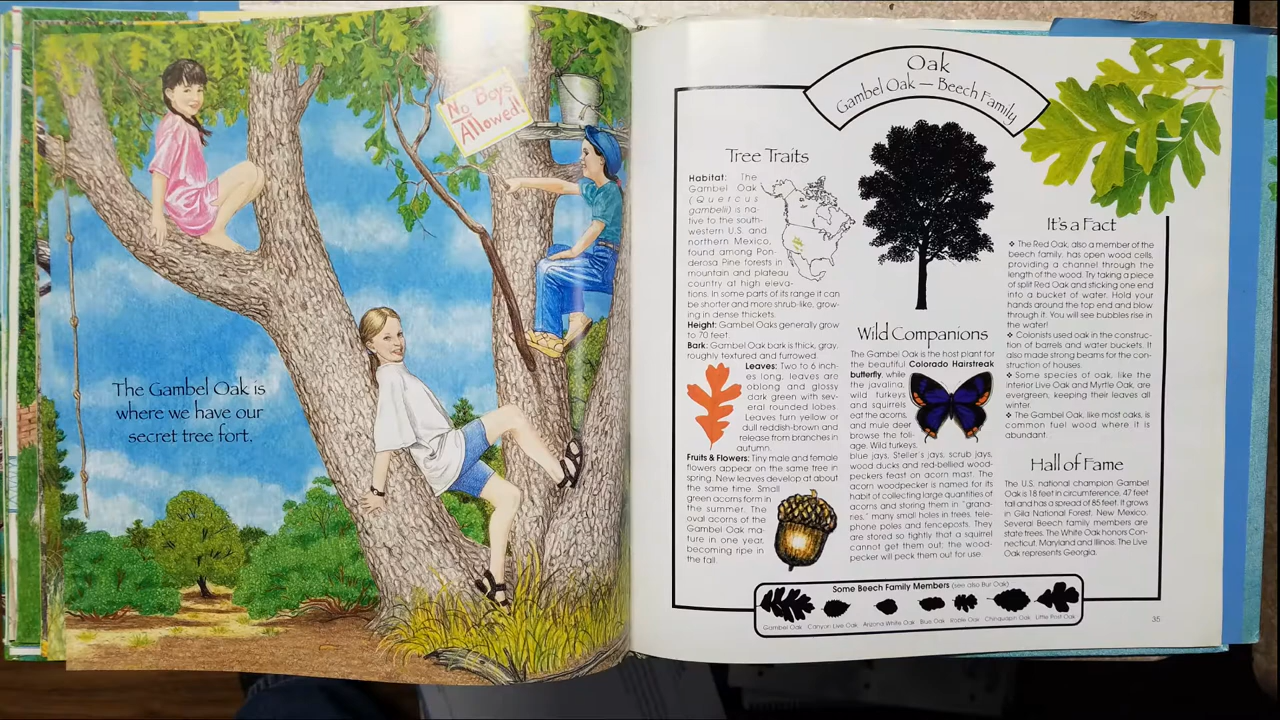 No Boys
Allowed!
The Gambel Oak is
where we have our
secret tree fort.
Oak
Gambel Oak — Beech Family
Tree Traits
Habitat: The
Gambel Oak
(Quercus
gambelii) is na-
tive to the south-
western U.S. and
northern Mexico,
found among Pon-
derosa Pine forests in
mountain and plateau
country at high eleva-
tions. In some parts of its range it can
be shorter and more shrub-like, grow-
ing in dense thickets.
Height: Gambel Oaks generally grow
to 70 feet.
Bark: Gambel Oak bark is thick, gray,
roughly textured and furrowed.
Leaves: Two to 6 inch-
es long, leaves are
oblong and glossy
dark green with sev-
eral rounded lobes.
Leaves turn yellow or
dull reddish-brown and
release from branches in
autumn.
Fruits & Flowers: Tiny male and female
flowers appear on the same tree in
spring. New leaves develop at about
the same time. Small
green acorns form in
the summer. The
oval acorns of the
Gambel Oak ma-
ture in one year,
becoming ripe in
the fall.
Wild Companions
The Gambel Oak is the host plant for
the beautiful Colorado Hairstreak
butterfly, while
the javalina,
wild turkeys
and squirrels
eat the acorns,
and mule deer
browse the foli-
age. Wild turkeys,
blue jays, Steller's jays, scrub jays,
wood ducks and red-bellied wood-
peckers feast on acorn mast. The
acorn woodpecker is named for its
habit of collecting large quantities of
acorns and storing them in "grana-
ries," many small holes in trees, tele-
phone poles and fenceposts. They
are stored so tightly that a squirrel
cannot get them out; the wood-
pecker will peck them out for use.
It's a Fact
❖ The Red Oak, also a member of the
beech family, has open wood cells,
providing a channel through the
length of the wood. Try taking a piece
of split Red Oak and sticking one end
into a bucket of water. Hold your
hands around the top end and blow
through it. You will see bubbles rise in
the water!
❖ Colonists used oak in the construc-
tion of barrels and water buckets. It
also made strong beams for the con-
struction of houses.
❖ Some species of oak, like the
Interior Live Oak and Myrtle Oak, are
evergreen, keeping their leaves all
winter.
❖ The Gambel Oak, like most oaks, is
common fuel wood where it is
abundant.
Hall of Fame
The U.S. national champion Gambel
Oak is 18 feet in circumference, 47 feet
tall and has a spread of 85 feet. It grows
in Gila National Forest, New Mexico.
Several Beech family members are
state trees. The White Oak honors Con-
necticut, Maryland and Illinois. The Live
Oak represents Georgia.
Some Beech Family Members (see also Bur Oak)
Gambel Oak Canyon Live Oak Arizona White Oak Blue Oak Kable Oak Chinquapin Oak Little Post Oak
35